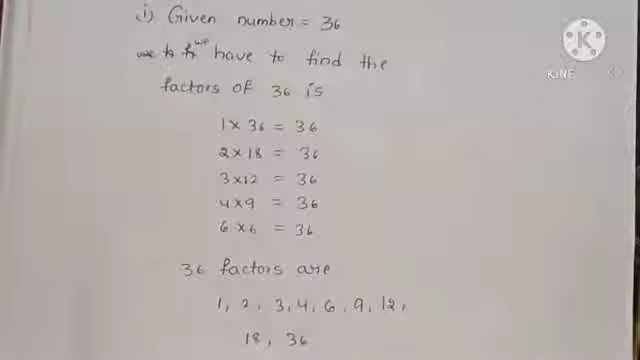 i) Given number = 36
we have to find the
factors of 36 is
1 × 36 = 36
2 × 18 = 36
3 × 12 = 36
4 × 9 = 36
6 × 6 = 36
36 factors are
1, 2, 3, 4, 6, 9, 12,
18, 36
K
KINE